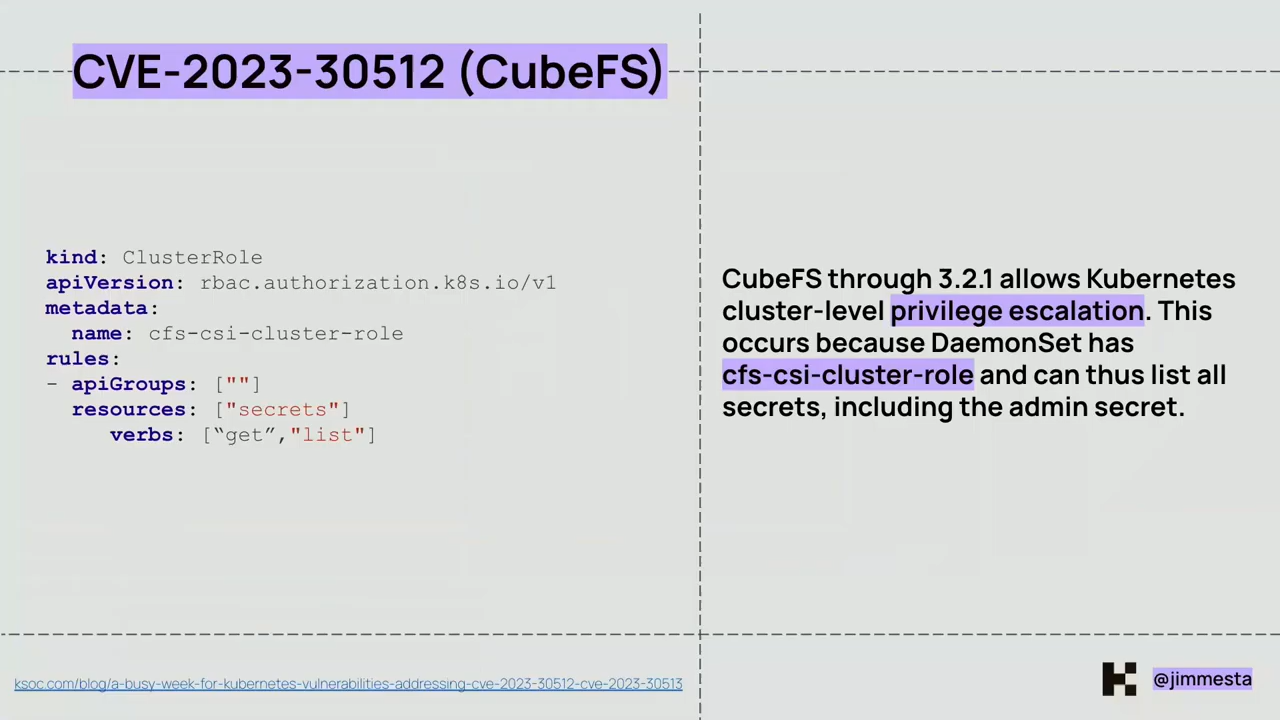 CVE-2023-30512 (CubeFS)
kind: ClusterRole
apiVersion: rbac.authorization.k8s.io/v1
metadata:
  name: cfs-csi-cluster-role
rules:
- apiGroups: [""]
  resources: ["secrets"]
     verbs: [“get”,"list"]
CubeFS through 3.2.1 allows Kubernetes
cluster-level privilege escalation. This
occurs because DaemonSet has
cfs-csi-cluster-role and can thus list all
secrets, including the admin secret.
ksoc.com/blog/a-busy-week-for-kubernetes-vulnerabilities-addressing-cve-2023-30512-cve-2023-30513
@jimmesta